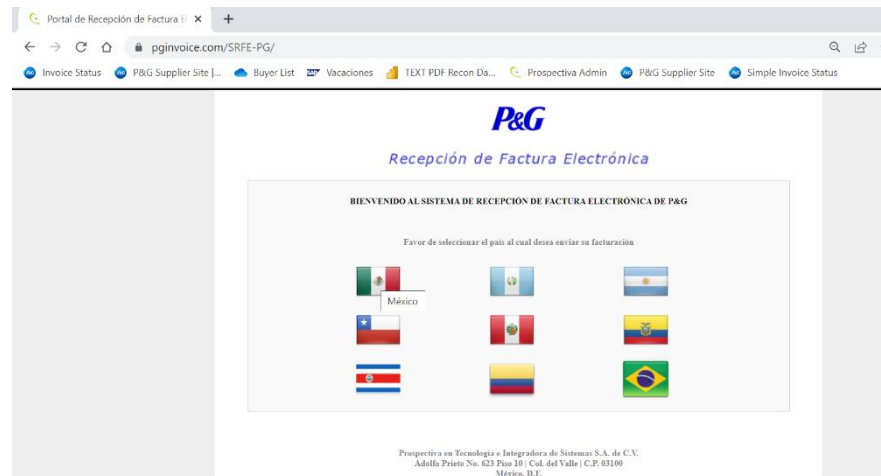 Portal de Recepción de Factura E
pginvoice.com/SRFE-PG/
Invoice Status
P&G Supplier Site |...
Buyer List
Vacaciones
TEXT PDF Recon Da...
Prospectiva Admin
P&G Supplier Site
Simple Invoice Status
P&G
Recepción de Factura Electrónica
BIENVENIDO AL SISTEMA DE RECEPCIÓN DE FACTURA ELECTRÓNICA DE P&G
Favor de seleccionar el país al cual desea enviar su facturación
México
Prospectiva en Tecnología e Integradora de Sistemas S.A. de C.V.
Adolfo Prieto No. 623 Piso 10 | Col. del Valle | C.P. 03100
México, D.F.